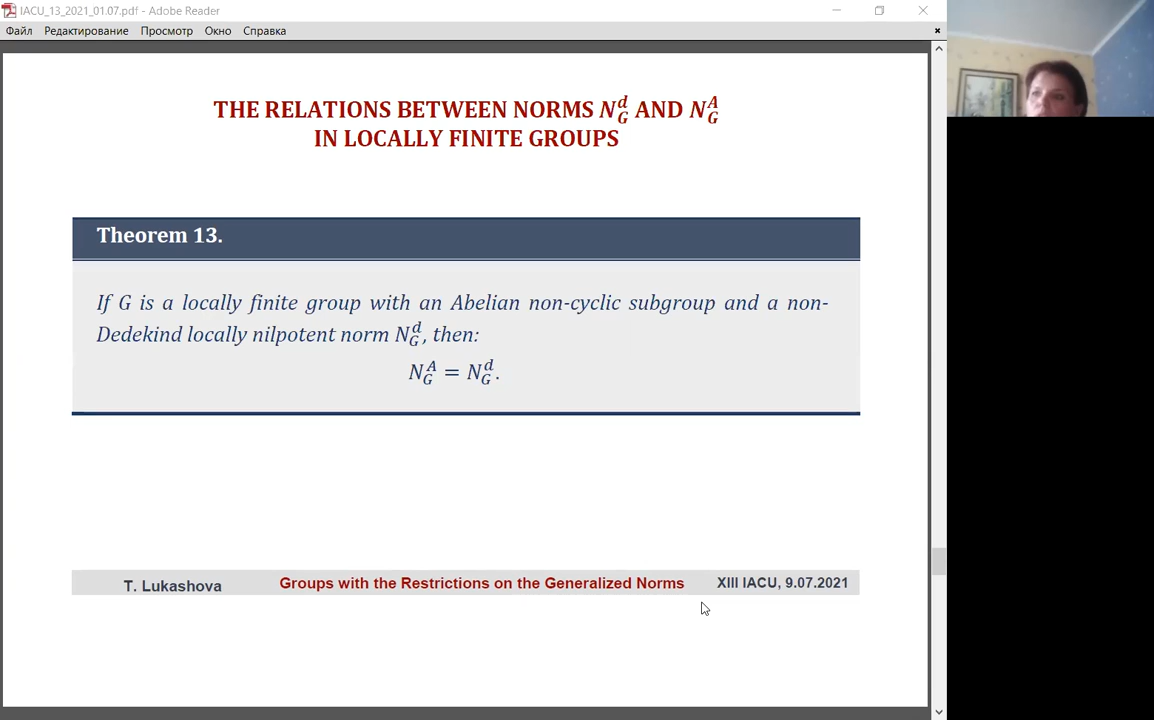 IACU_13_2021_01.07.pdf - Adobe Reader
Файл Редактирование Просмотр Окно Справка
THE RELATIONS BETWEEN NORMS N_G^d AND N_G^A
IN LOCALLY FINITE GROUPS
Theorem 13.
If G is a locally finite group with an Abelian non-cyclic subgroup and a non-
Dedekind locally nilpotent norm N_G^d, then:
N_G^A = N_G^d.
T. Lukashova Groups with the Restrictions on the Generalized Norms XIII IACU, 9.07.2021